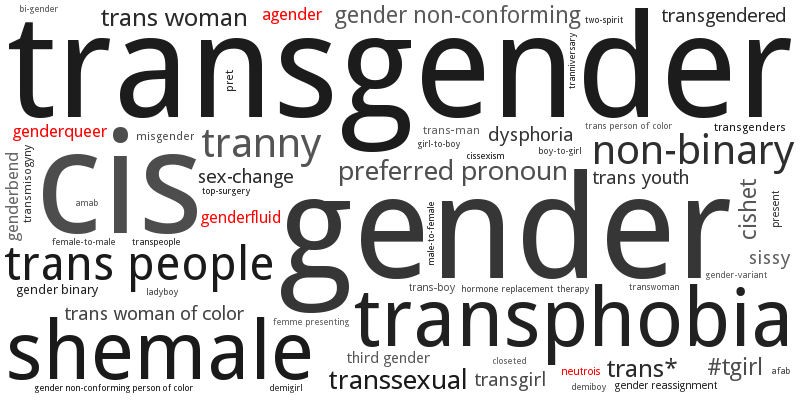 bi-gender
trans woman
agender
gender non-conforming
two-spirit
transgendered
transgender
pret
tranniversary
genderqueer
misgender
tranny
trans-man
girl-to-boy
dysphoria
trans person of color
transgenders
cissexism
boy-to-girl
non-binary
genderbend
transmisogyny
cis
amab
sex-change
top-surgery
preferred pronoun
trans youth
cishet
present
genderfluid
gender
male-to-female
female-to-male
transpeople
sissy
trans people
gender-variant
gender binary
ladyboy
trans-boy
hormone replacement therapy
transwoman
trans woman of color
femme presenting
transphobia
shemale
third gender
closeted
neutrois
trans*
#tgirl
afab
transsexual
transgirl
gender non-conforming person of color
demigirl
demiboy
gender reassignment